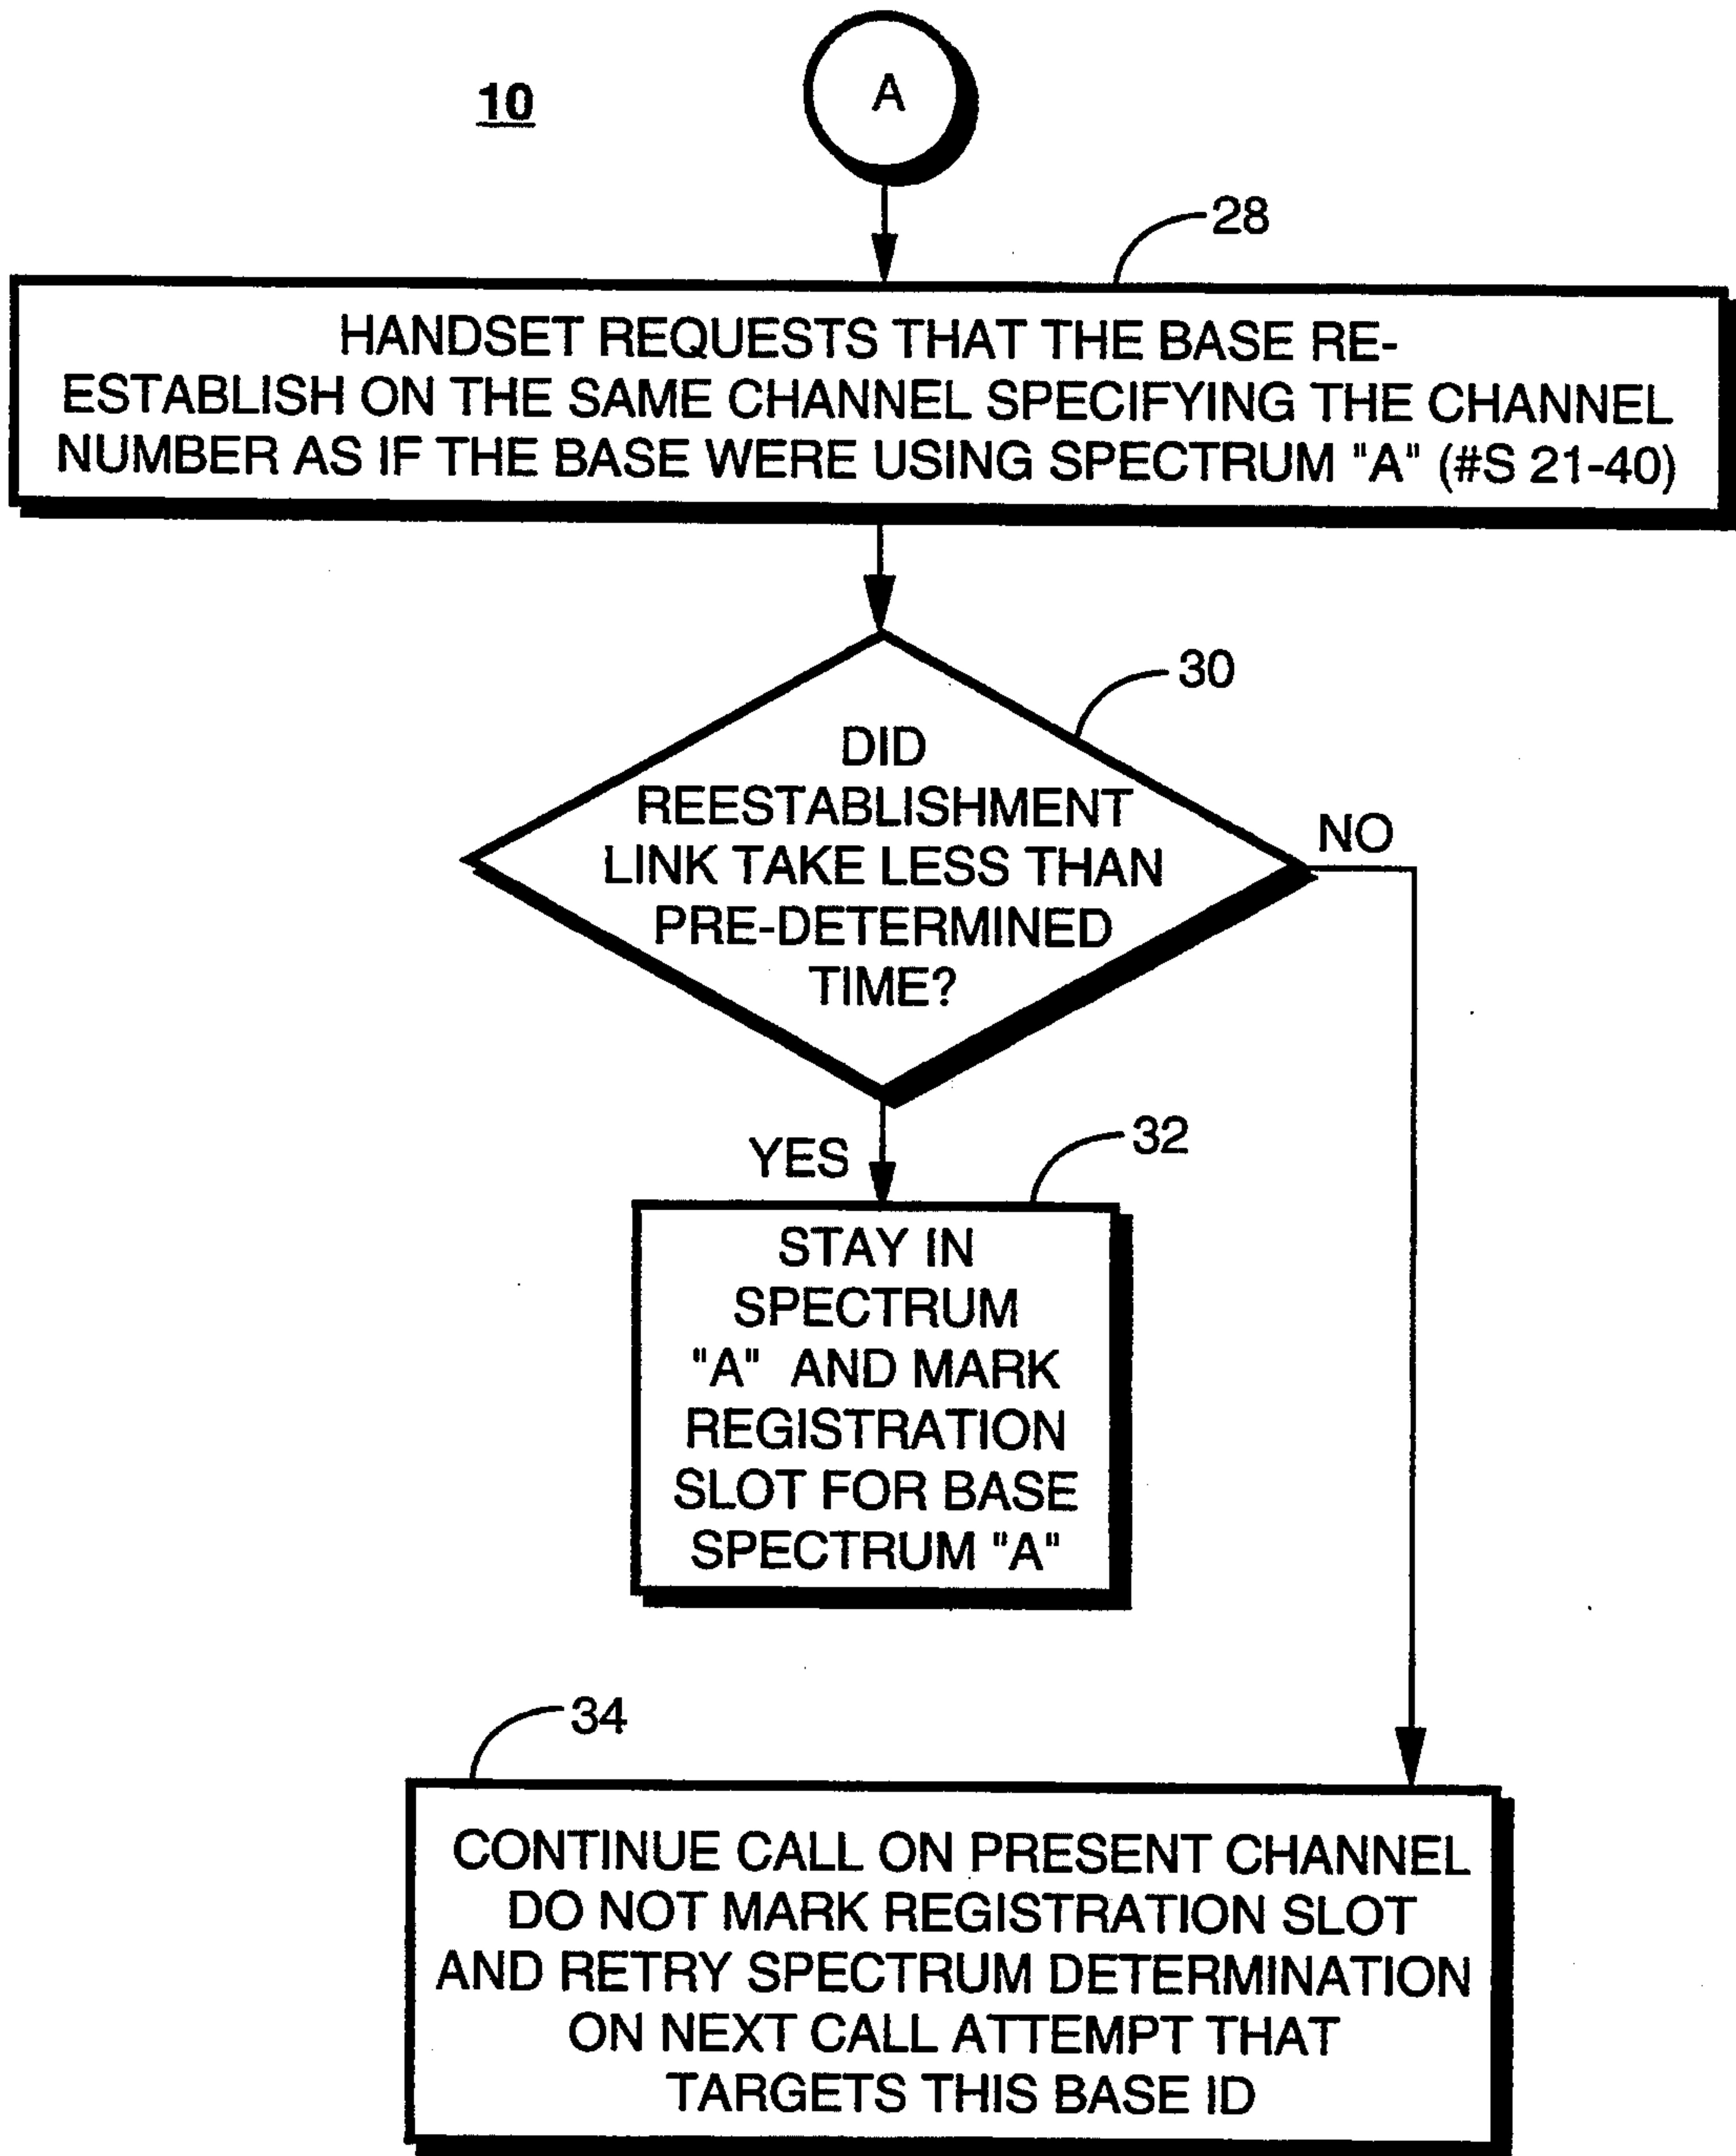 10
A
28
HANDSET REQUESTS THAT THE BASE RE-
ESTABLISH ON THE SAME CHANNEL SPECIFYING THE CHANNEL
NUMBER AS IF THE BASE WERE USING SPECTRUM "A" (#S 21-40)
30
DID
REESTABLISHMENT
LINK TAKE LESS THAN
PRE-DETERMINED
TIME?
NO
YES
32
STAY IN
SPECTRUM
"A" AND MARK
REGISTRATION
SLOT FOR BASE
SPECTRUM "A"
34
CONTINUE CALL ON PRESENT CHANNEL
DO NOT MARK REGISTRATION SLOT
AND RETRY SPECTRUM DETERMINATION
ON NEXT CALL ATTEMPT THAT
TARGETS THIS BASE ID